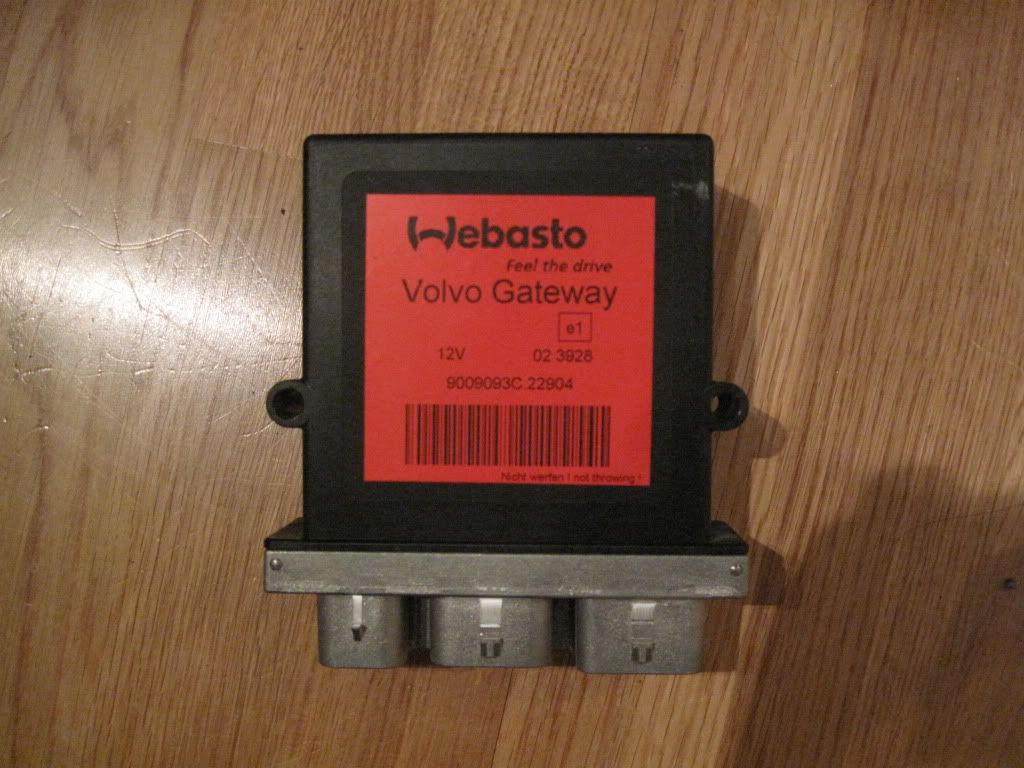 Webasto
Feel the drive
Volvo Gateway
e1
12V 02 3928
9009093C.22904
Nicht werfen ! not throwing !